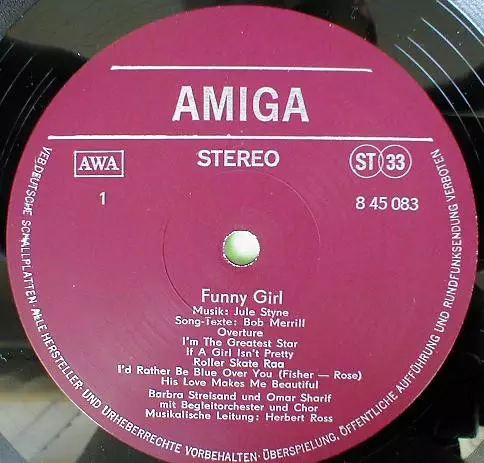 AMIGA
AWA
STEREO
ST 33
1
8 45 083
Funny Girl
Musik: Jule Styne
Song-Texte: Bob Merrill
Overture
I'm The Greatest Star
If A Girl Isn't Pretty
Roller Skate Rag
I'd Rather Be Blue Over You (Fisher — Rose)
His Love Makes Me Beautiful
Barbra Streisand und Omar Sharif
mit Begleitorchester und Chor
Musikalische Leitung: Herbert Ross
VEB DEUTSCHE SCHALLPLATTEN · ALLE HERSTELLER- UND URHEBERRECHTE VORBEHALTEN · ÜBERSPIELUNG, ÖFFENTLICHE AUFFÜHRUNG UND RUNDFUNKSENDUNG VERBOTEN